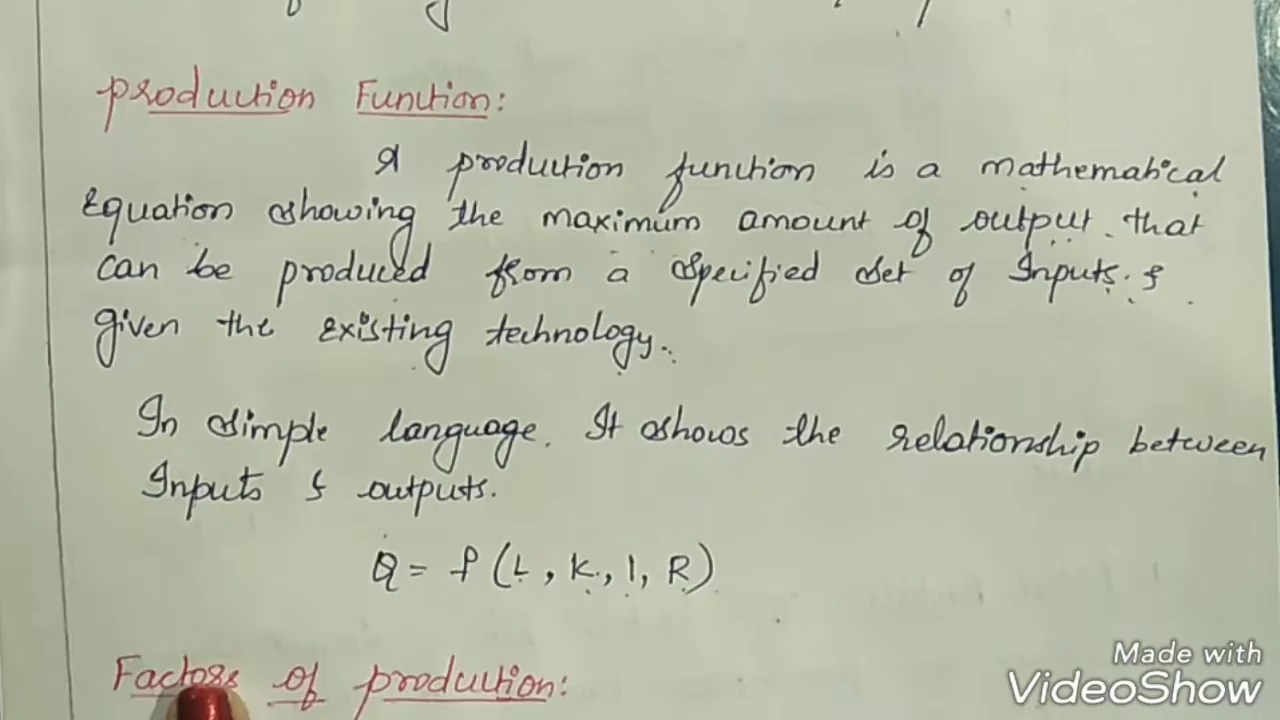 production Function:
A production function is a mathematical
Equation showing the maximum amount of output that
can be produced from a specified set of Inputs &
given the existing technology.
In simple language. It shows the relationship between
Inputs & outputs.
Q = f (L, K, I, R)
Factors of production:
Made with
VideoShow